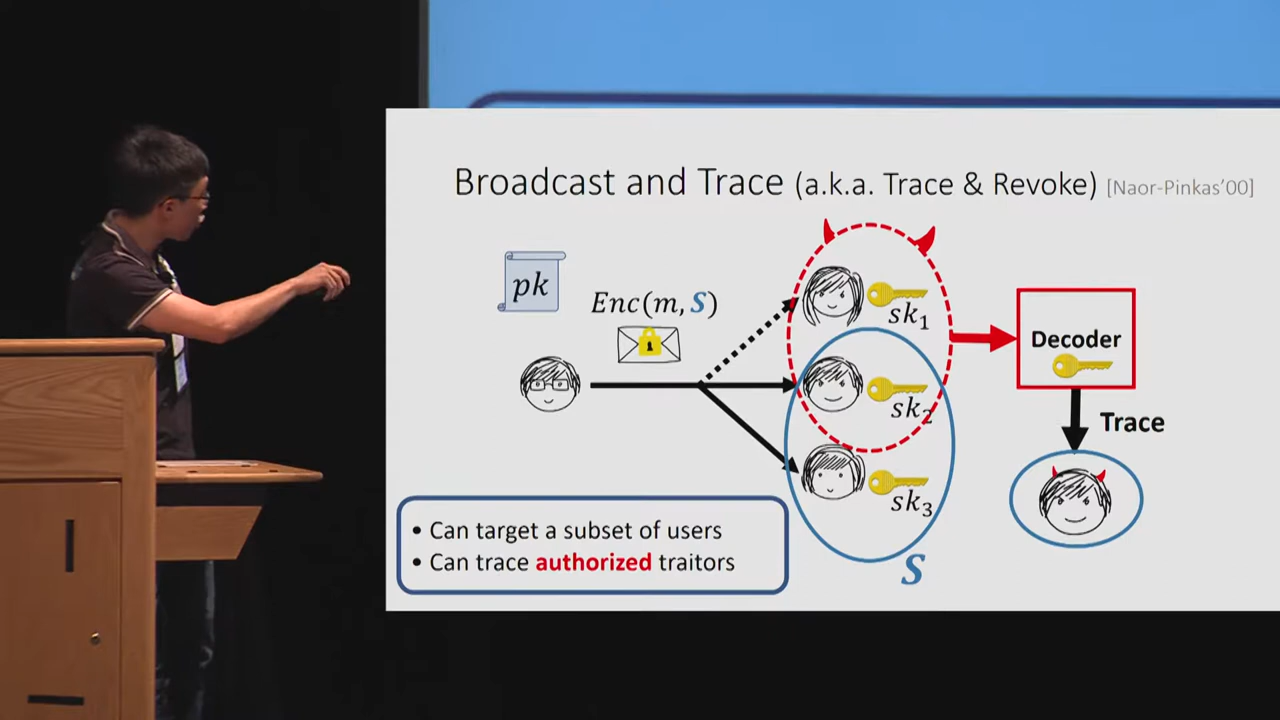 Broadcast and Trace (a.k.a. Trace & Revoke) [Naor-Pinkas'00]
pk
Enc(m, S)
sk₁
sk₂
sk₃
S
Decoder
Trace
• Can target a subset of users
• Can trace authorized traitors